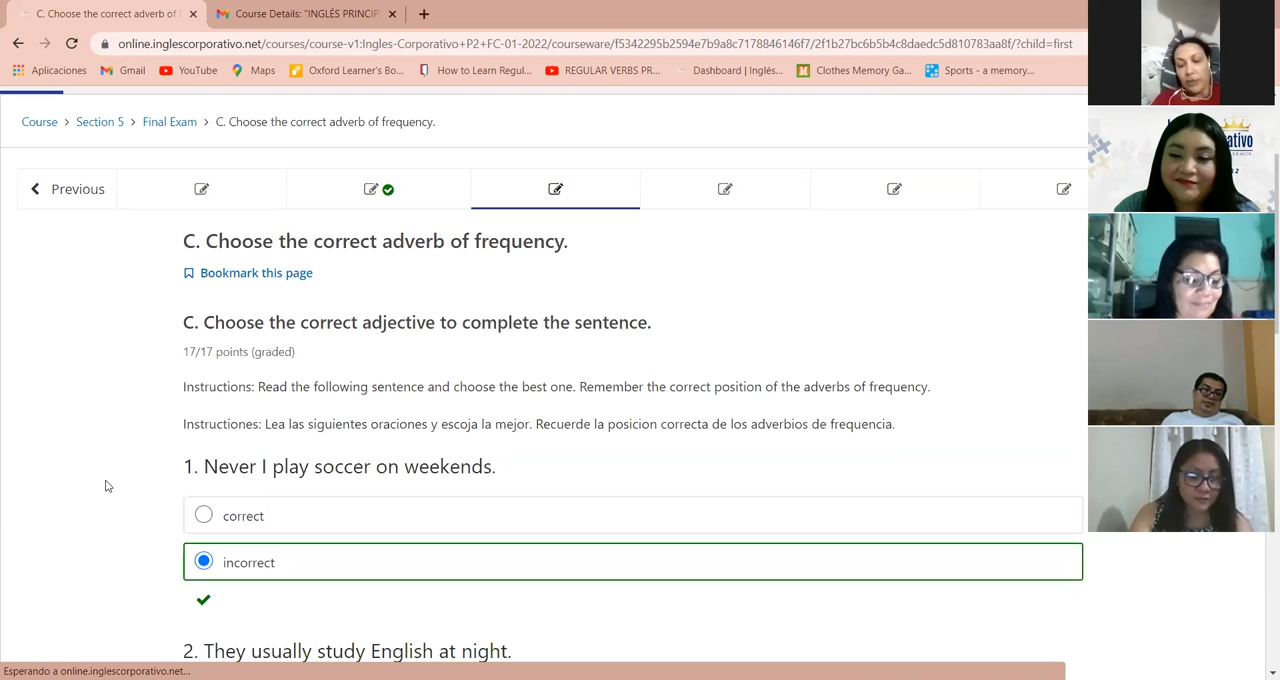 C. Choose the correct adverb of f
Course Details: "INGLÉS PRINCIP
online.inglescorporativo.net/courses/course-v1:Ingles-Corporativo+P2+FC-01-2022/courseware/f5342295b2594e7b9a8c7178846146f7/2f1b27bc6b5b4c8daedc5d810783aa8f/?child=first
Aplicaciones
Gmail
YouTube
Maps
Oxford Learner's Bo...
How to Learn Regul...
REGULAR VERBS PR...
Dashboard | Inglés...
Clothes Memory Ga...
Sports - a memory...
Course > Section 5 > Final Exam > C. Choose the correct adverb of frequency.
Previous
C. Choose the correct adverb of frequency.
Bookmark this page
C. Choose the correct adjective to complete the sentence.
17/17 points (graded)
Instructions: Read the following sentence and choose the best one. Remember the correct position of the adverbs of frequency.
Instructiones: Lea las siguientes oraciones y escoja la mejor. Recuerde la posicion correcta de los adverbios de frequencia.
1. Never I play soccer on weekends.
correct
incorrect
2. They usually study English at night.
Esperando a online.inglescorporativo.net...